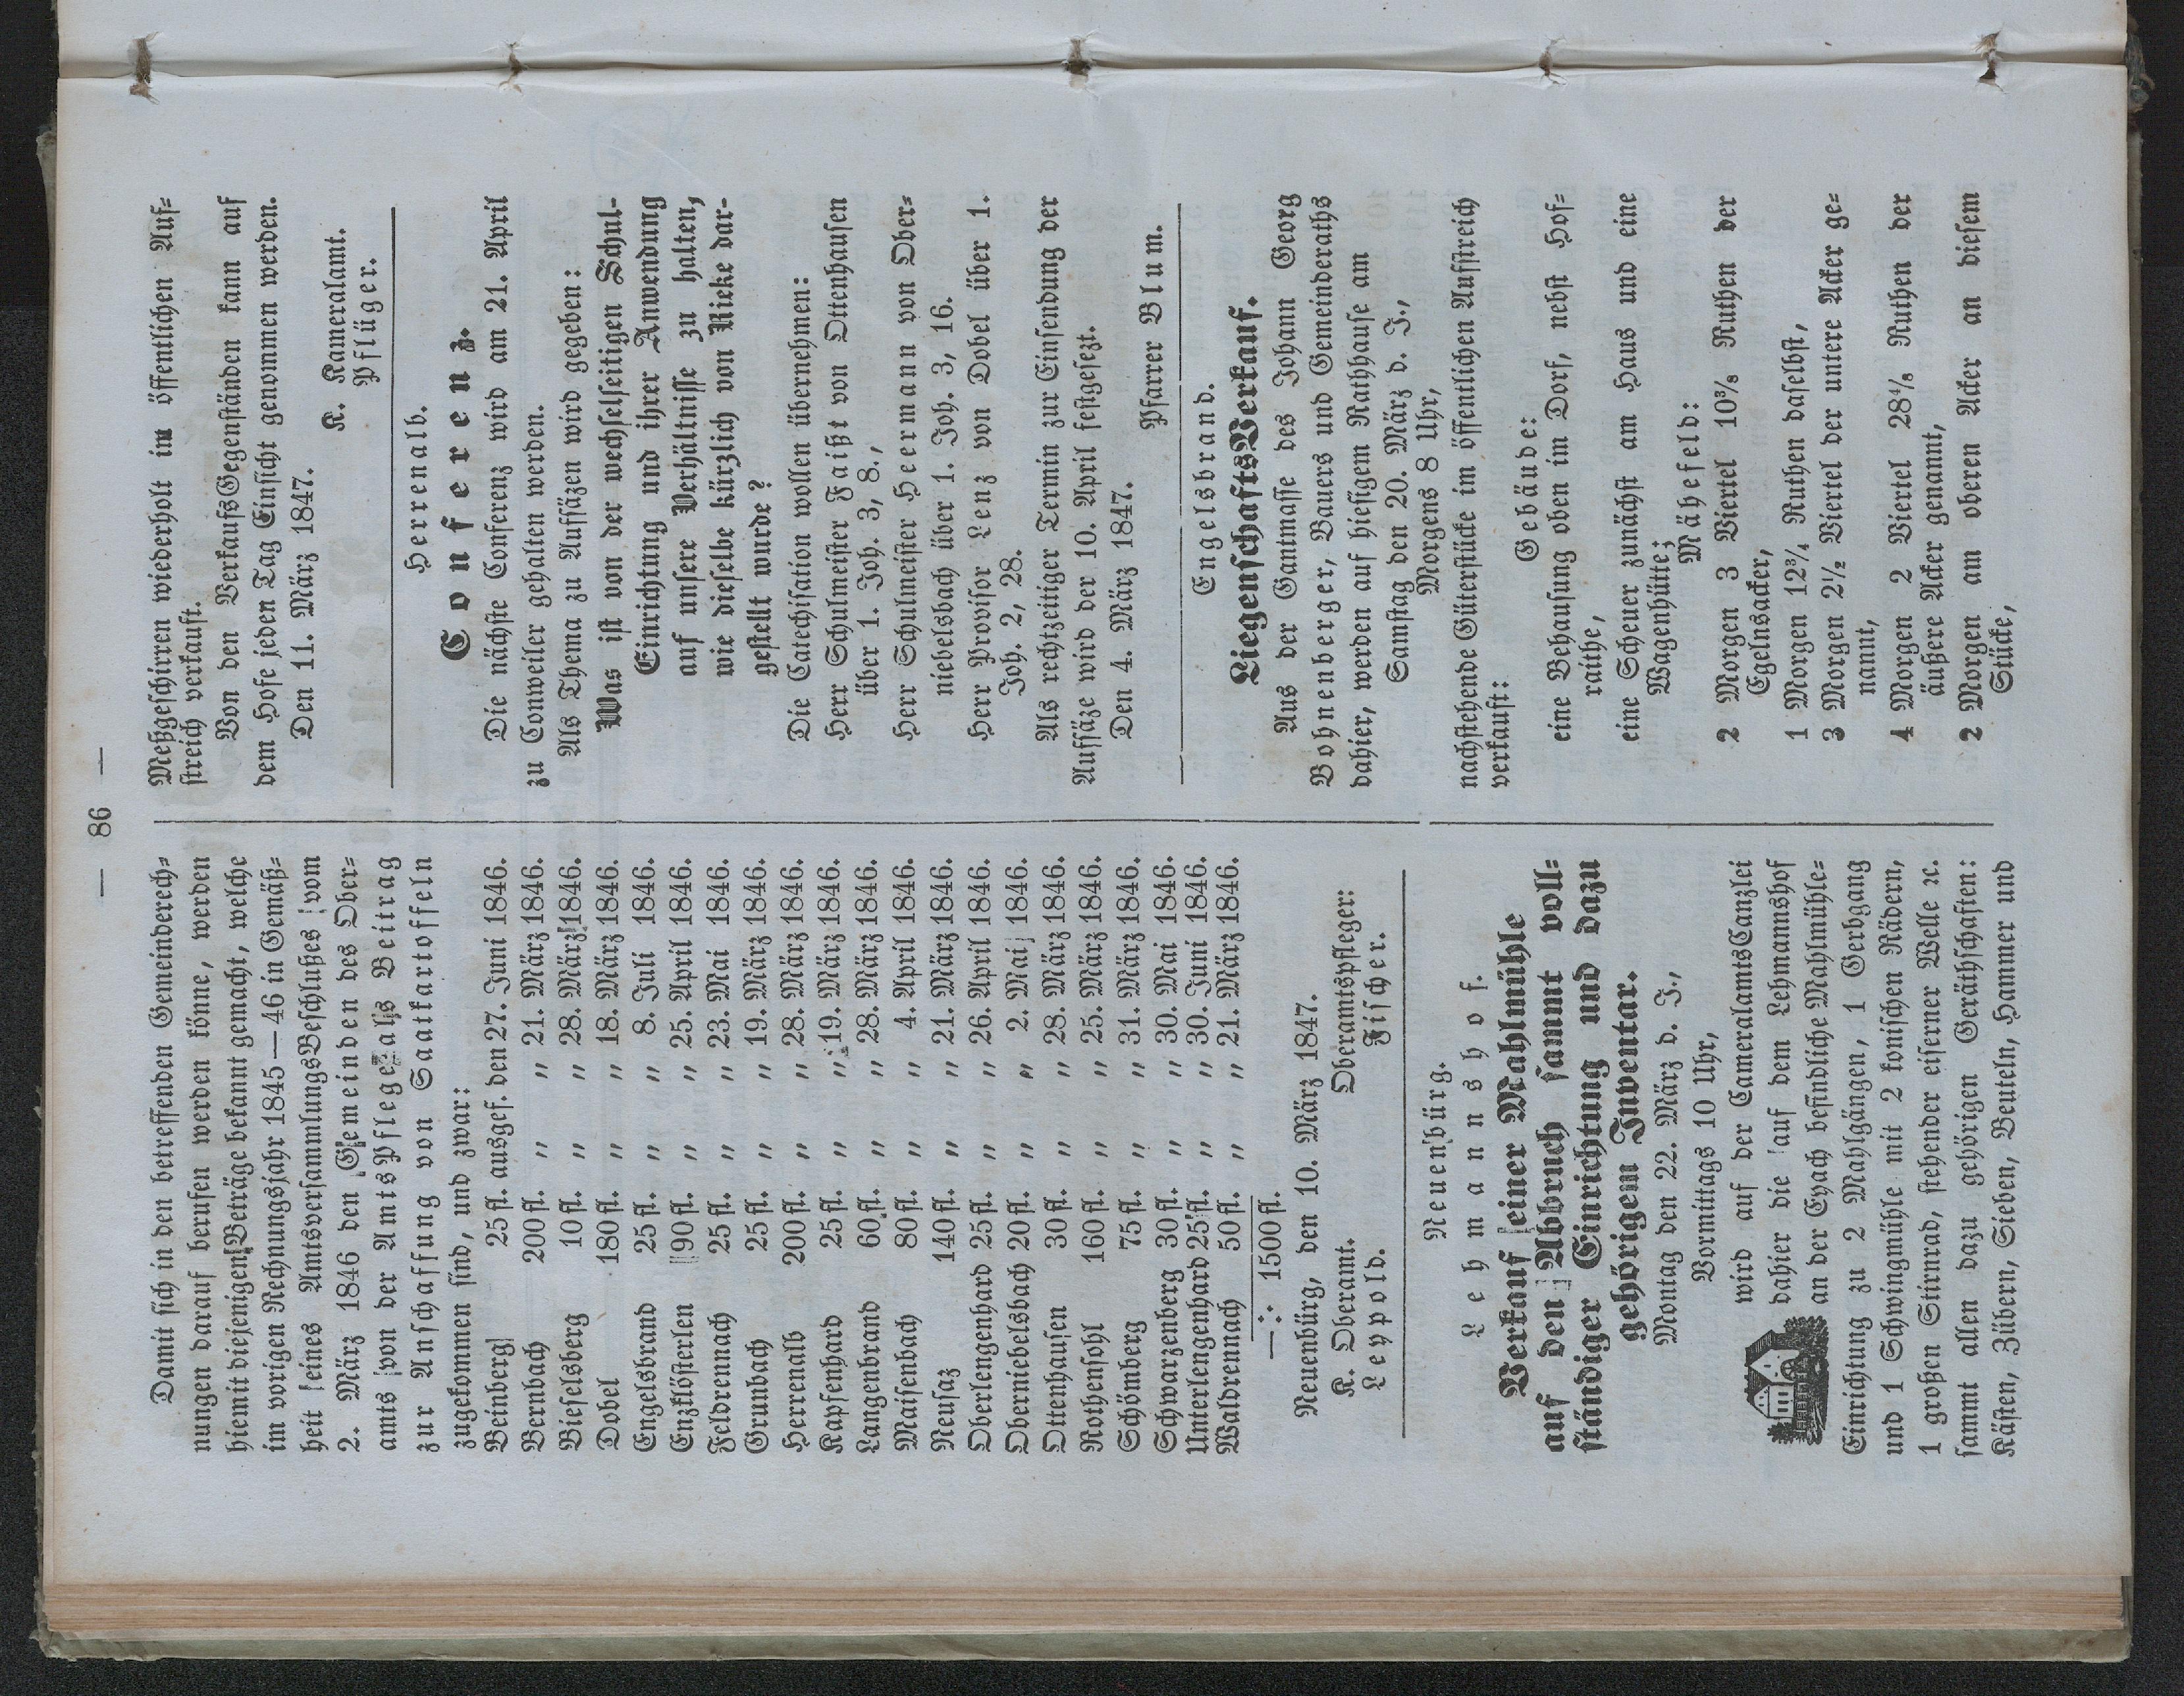 — 86 —
Damit sich in den betreffenden Gemeinderech=
nungen darauf berufen werden könne, werden
hiemit diejenigen Beträge bekannt gemacht, welche
im vorigen Rechnungsjahr 1845—46 in Gemäß=
heit eines Amtsversammlungs Beschlußes vom
2. März 1846 den Gemeinden des Ober=
amts von der AmtsPflege als Beitrag
zur Anschaffung von Saatkartoffeln
zugekommen sind, und zwar:
Beinberg 25 fl. ausgef. den 27. Juni 1846.
Bernbach 200 fl. „ „ 21. März 1846.
Bieselsberg 10 fl. „ „ 28. März 1846.
Dobel 180 fl. „ „ 18. März 1846.
Engelsbrand 25 fl. „ „ 8. Juli 1846.
Enzklösterlen 90 fl. „ „ 25. April 1846.
Feldrennach 25 fl. „ „ 23. Mai 1846.
Grunbach 25 fl. „ „ 19. März 1846.
Herrenalb 200 fl. „ „ 28. März 1846.
Kapfenhard 25 fl. „ „ 19. März 1846.
Langenbrand 60 fl. „ „ 28. März 1846.
Maisenbach 80 fl. „ „ 4. April 1846.
Neusaz 140 fl. „ „ 21. März 1846.
Oberlengenhard 25 fl. „ „ 26. April 1846.
Oberniebelsbach 20 fl. „ „ 2. Mai 1846.
Ottenhausen 30 fl. „ „ 28. März 1846.
Rothensohl 160 fl. „ „ 25. März 1846.
Schömberg 75 fl. „ „ 31. März 1846.
Schwarzenberg 30 fl. „ „ 30. Mai 1846.
Unterlengenhard 25 fl. „ „ 30. Juni 1846.
Waldrennach 50 fl. „ „ 21. März 1846.
—:· 1500 fl.
Neuenbürg, den 10. März 1847.
K. Oberamt. Oberamtspfleger:
Leypold. Fischer.
Neuenbürg.
Lehmannshof.
Verkauf einer Mahlmühle
auf den Abbruch sammt voll=
ständiger Einrichtung und dazu
gehörigem Inventar.
Montag den 22. März d. J.,
Vormittags 10 Uhr,
wird auf der CameralamtsCanzlei
dahier die auf dem Lehmannshof
an der Eyach befindliche Mahlmühle=
Einrichtung zu 2 Mahlgängen, 1 Gerbgang
und 1 Schwingmühle mit 2 konischen Rädern,
1 großen Stirnrad, stehender eiserner Welle ꝛc.
sammt allen dazu gehörigen Geräthschaften:
Kästen, Zübern, Sieben, Beuteln, Hammer und
Meßgeschirren wiederholt im öffentlichen Auf=
streich verkauft.
Von den VerkaufsGegenständen kann auf
dem Hofe jeden Tag Einsicht genommen werden.
Den 11. März 1847.
K. Kameralamt.
Pflüger.
Herrenalb.
Conferenz.
Die nächste Conferenz wird am 21. April
zu Conweiler gehalten werden.
Als Thema zu Aufsäzen wird gegeben:
Was ist von der wechselseitigen Schul-
Einrichtung und ihrer Anwendung
auf unsere Verhältnisse zu halten,
wie dieselbe kürzlich von Rieke dar-
gestellt wurde?
Die Catechisation wollen übernehmen:
Herr Schulmeister Faißt von Ottenhausen
über 1. Joh. 3, 8.,
Herr Schulmeister Heermann von Ober=
niebelsbach über 1. Joh. 3, 16.
Herr Provisor Lenz von Dobel über 1.
Joh. 2, 28.
Als rechtzeitiger Termin zur Einsendung der
Aufsäze wird der 10. April festgesezt.
Den 4. März 1847.
Pfarrer Blum.
Engelsbrand.
LiegenschaftsVerkauf.
Aus der Gantmasse des Johann Georg
Bohnenberger, Bauers und Gemeinderaths
dahier, werden auf hiesigem Rathhause am
Samstag den 20. März d. J.,
Morgens 8 Uhr,
nachstehende Güterstücke im öffentlichen Aufstreich
verkauft:
Gebäude:
eine Behausung oben im Dorf, nebst Hof=
raithe,
eine Scheuer zunächst am Haus und eine
Wagenhütte;
Mähefeld:
2 Morgen 3 Viertel 10⅜ Ruthen der
Egelnsacker,
1 Morgen 12¾ Ruthen daselbst,
3 Morgen 2½ Viertel der untere Acker ge=
nannt,
4 Morgen 2 Viertel 28⅛ Ruthen der
äußere Acker genannt,
2 Morgen am oberen Acker an diesem
Stücke,